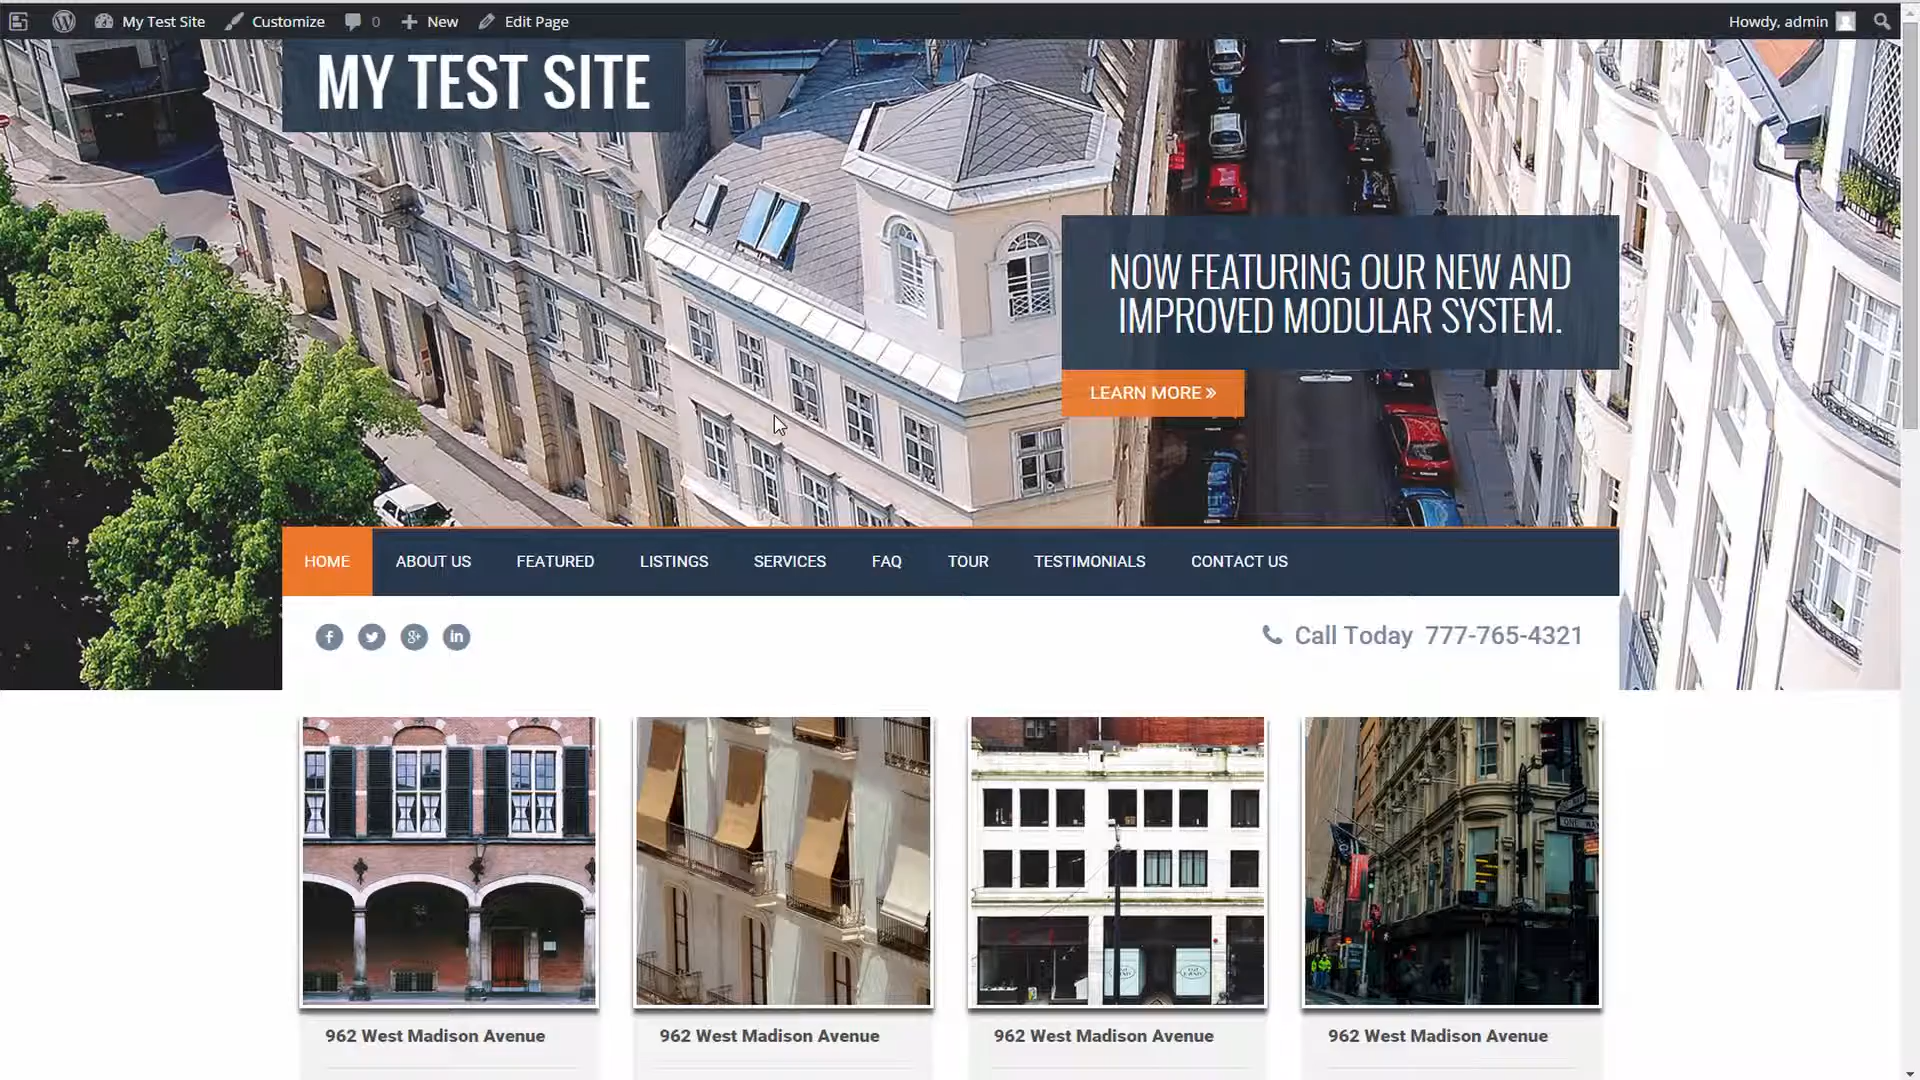 My Test Site
Customize
0
New
Edit Page
Howdy, admin
MY TEST SITE
NOW FEATURING OUR NEW AND
IMPROVED MODULAR SYSTEM.
LEARN MORE »
HOME
ABOUT US
FEATURED
LISTINGS
SERVICES
FAQ
TOUR
TESTIMONIALS
CONTACT US
Call Today 777-765-4321
ONE WAY
962 West Madison Avenue
962 West Madison Avenue
962 West Madison Avenue
962 West Madison Avenue